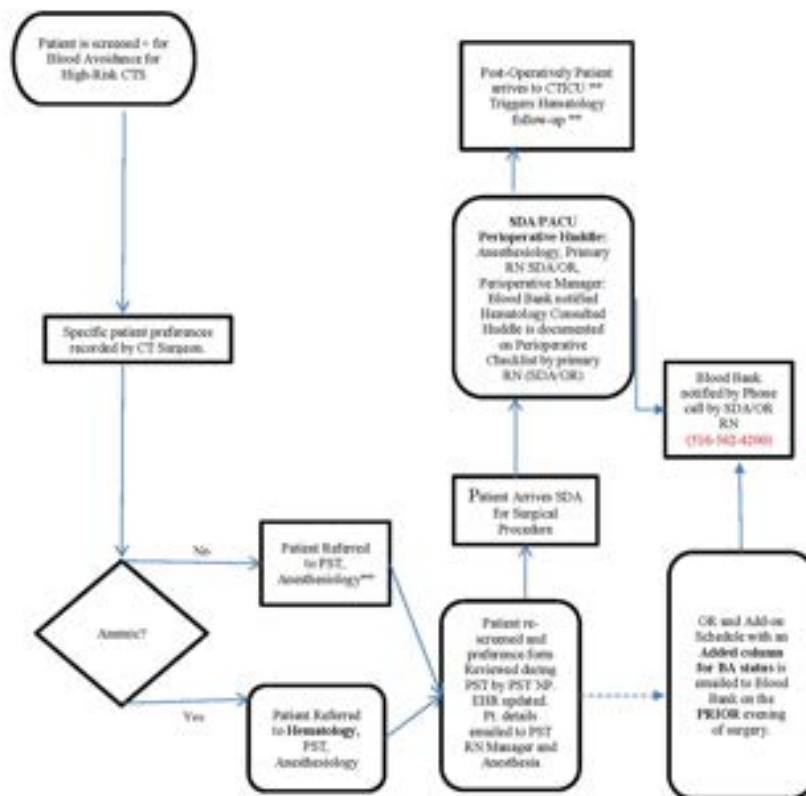 Patient is screened + for
Blood Avoidance for
High-Risk CTS
Specific patient preferences
recorded by CT Surgeon.
Anemic?
No
Yes
Patient Referred
to PST,
Anesthesiology**
Patient Referred
to Hematology,
PST,
Anesthesiology
Patient re-
screened and
preference form
Reviewed during
PST by PST NP.
EHR updated.
Pt. details
emailed to PST
RN Manager and
Anesthesia
Patient Arrives SDA
for Surgical
Procedure
SDA/PACU
Perioperative Huddle:
Anesthesiology, Primary
RN SDA/OR,
Perioperative Manager:
Blood Bank notified
Hematology Consulted
Huddle is documented
on Perioperative
Checklist by primary
RN (SDA/OR)
Post-Operatively Patient
arrives to CTICU **
Triggers Hematology
follow-up **
Blood Bank
notified by Phone
call by SDA/OR
RN
(516-562-4200)
OR and Add-on
Schedule with an
Added column
for BA status is
emailed to Blood
Bank on the
PRIOR evening
of surgery.